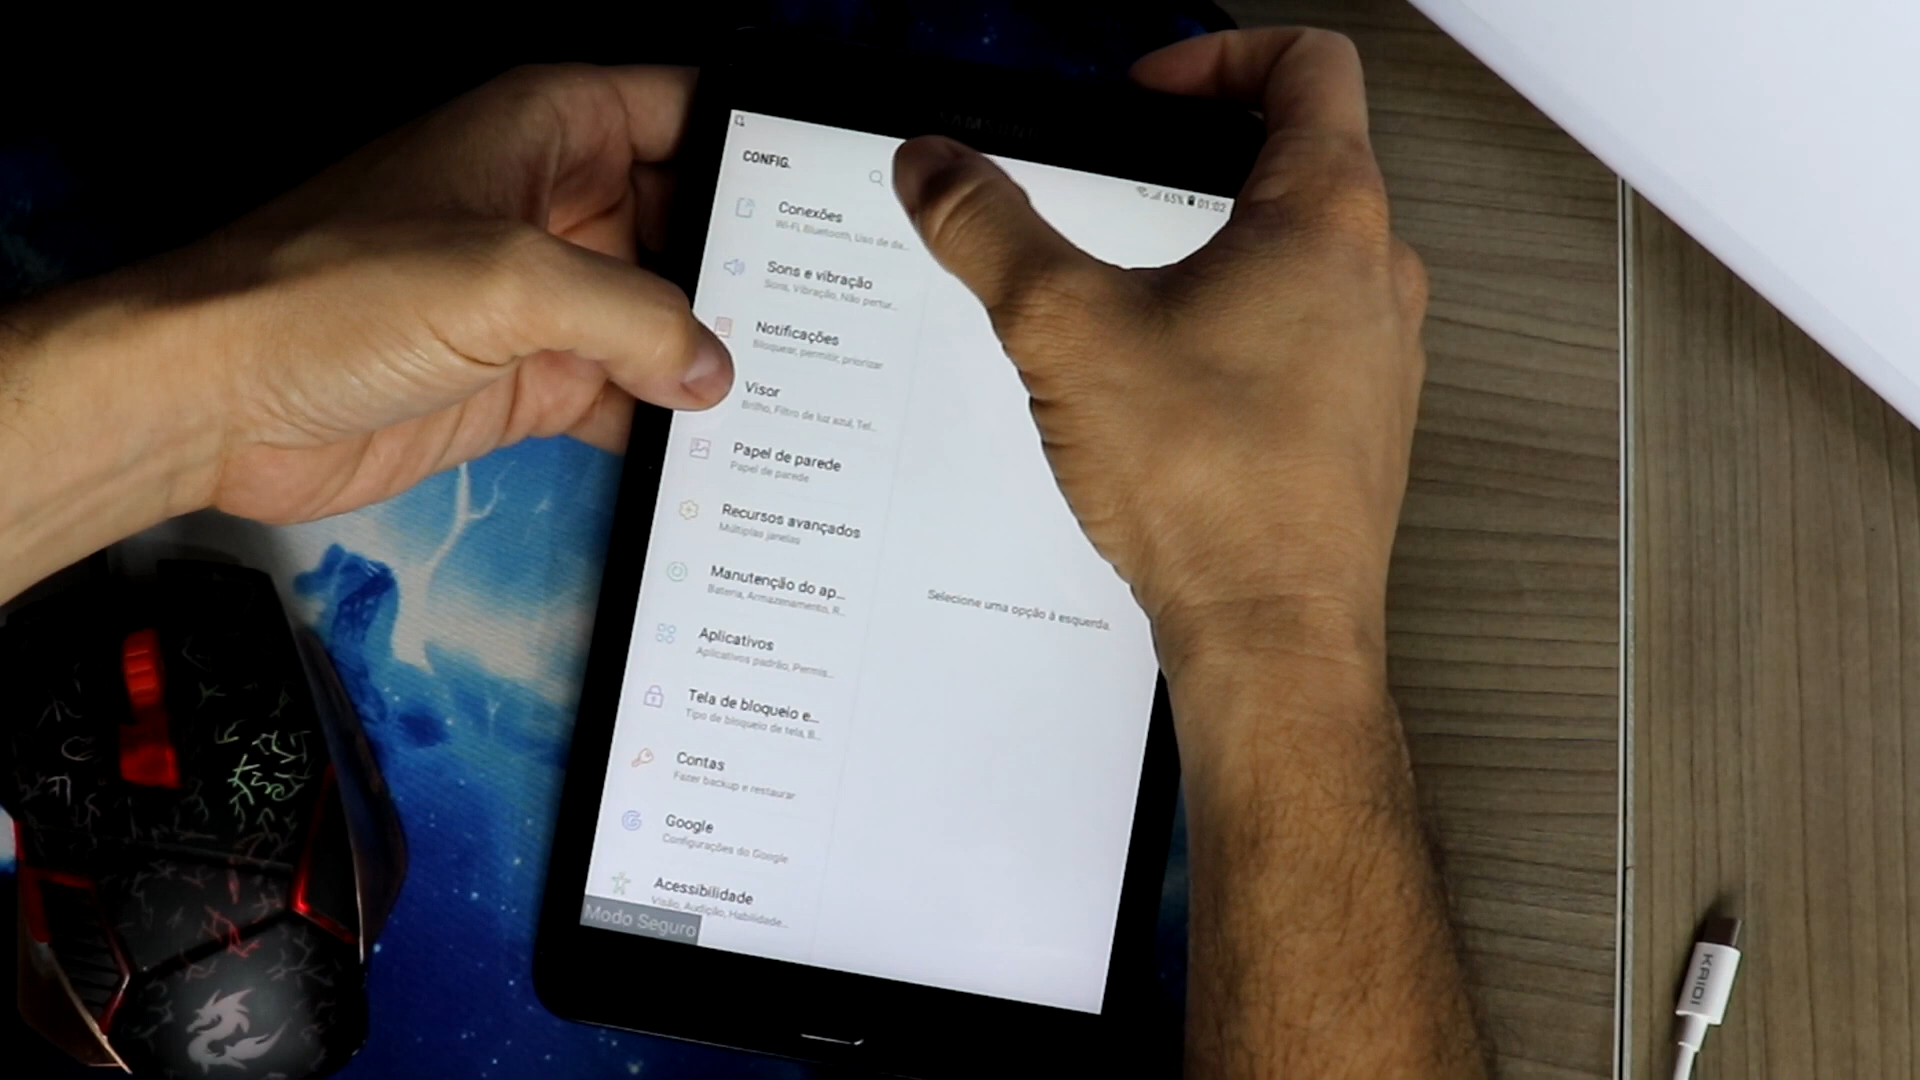 SAMSUNG
65% 01:02
CONFIG.
Conexões
Wi-Fi, Bluetooth, Uso de da...
Sons e vibração
Sons, Vibração, Não pertur...
Notificações
Bloquear, permitir, priorizar
Visor
Brilho, Filtro de luz azul, Tel...
Papel de parede
Papel de parede
Recursos avançados
Múltiplas janelas
Manutenção do ap...
Bateria, Armazenamento, R...
Aplicativos
Aplicativos padrão, Permis...
Tela de bloqueio e...
Tipo de bloqueio de tela, B...
Contas
Fazer backup e restaurar
Google
Configurações do Google
Acessibilidade
Visão, Audição, Habilidade...
Modo Seguro
Selecione uma opção à esquerda.
KAIDI